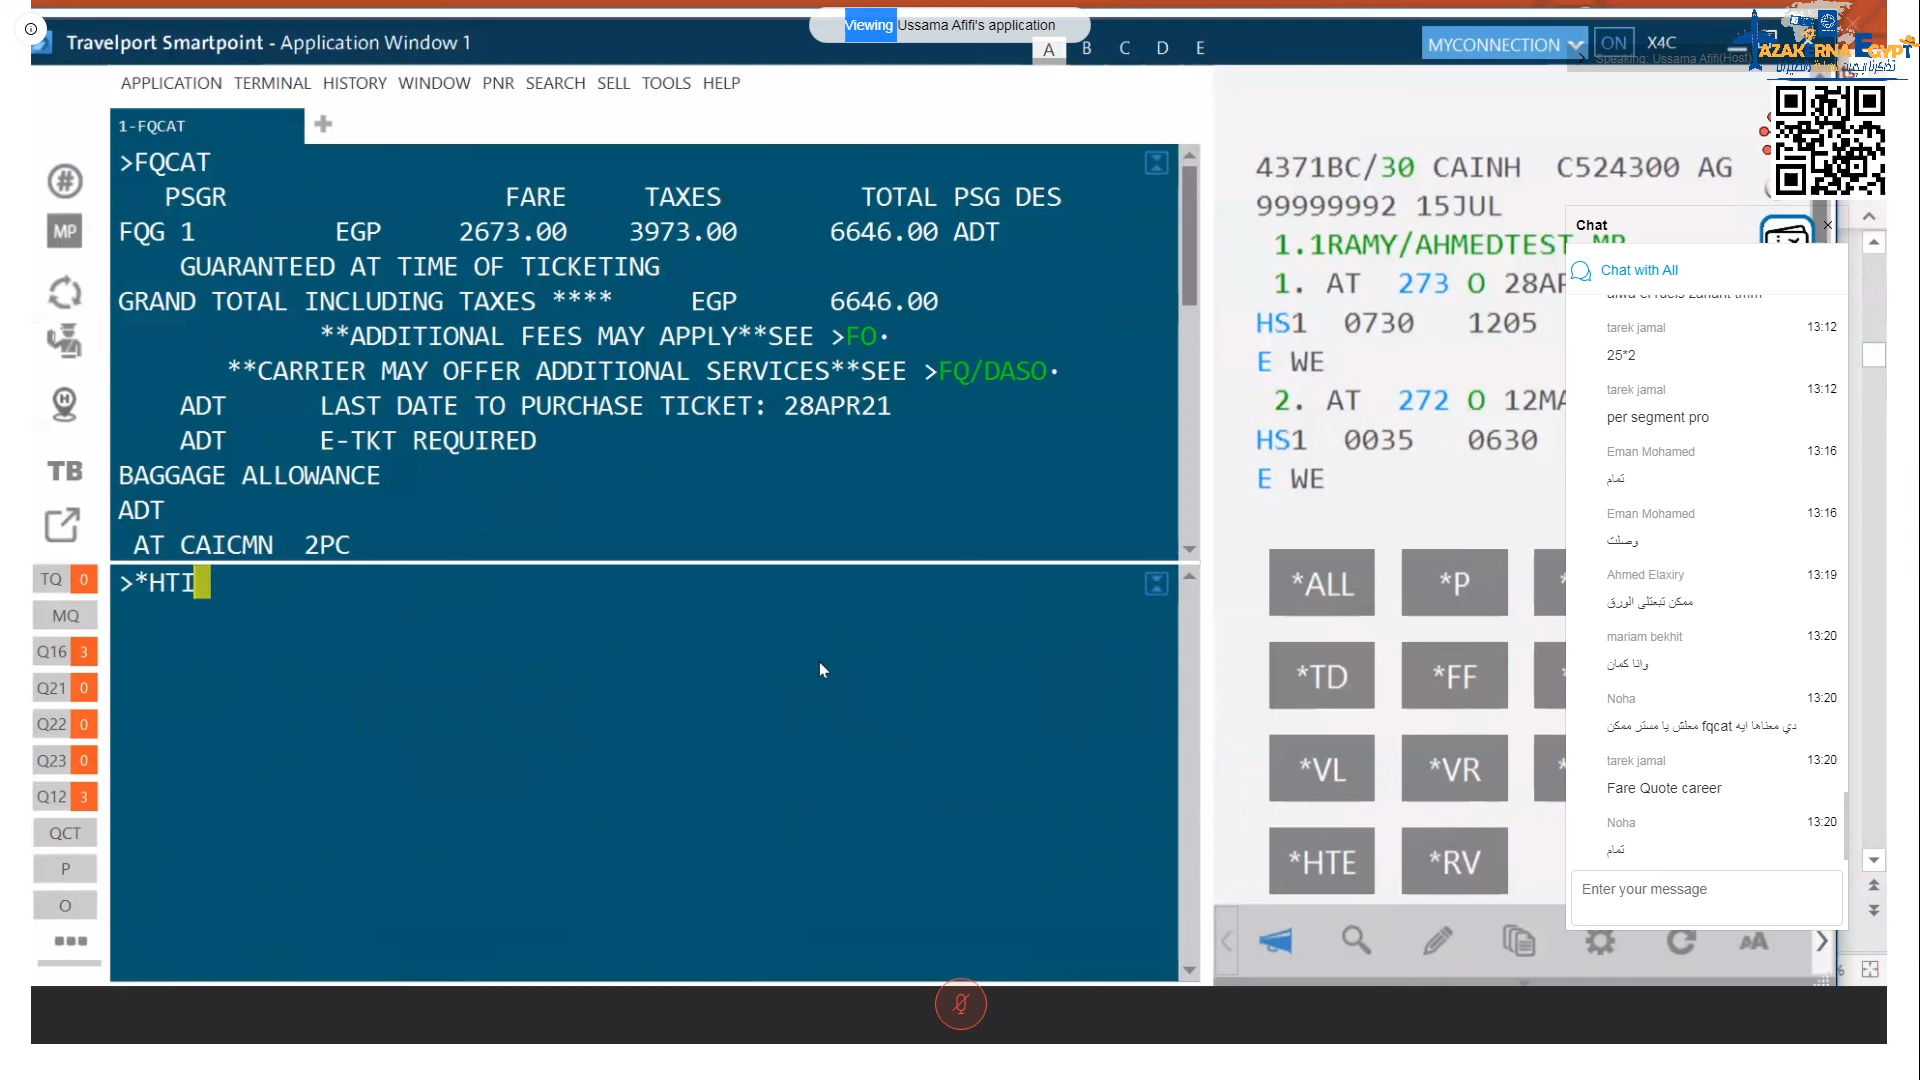 Viewing Ussama Afifi's application
Travelport Smartpoint - Application Window 1
A B C D E
MYCONNECTION ON X4C
Speaking: Ussama Afifi(Host)
AZAK RNA EGYPT
APPLICATION TERMINAL HISTORY WINDOW PNR SEARCH SELL TOOLS HELP
1-FQCAT
>FQCAT
PSGR FARE TAXES TOTAL PSG DES
FQG 1 EGP 2673.00 3973.00 6646.00 ADT
GUARANTEED AT TIME OF TICKETING
GRAND TOTAL INCLUDING TAXES **** EGP 6646.00
**ADDITIONAL FEES MAY APPLY**SEE >FO·
**CARRIER MAY OFFER ADDITIONAL SERVICES**SEE >FQ/DASO·
ADT LAST DATE TO PURCHASE TICKET: 28APR21
ADT E-TKT REQUIRED
BAGGAGE ALLOWANCE
ADT
AT CAICMN 2PC
>*HTI
MP
TB
TQ 0
MQ
Q16 3
Q21 0
Q22 0
Q23 0
Q12 3
QCT
P
O
4371BC/30 CAINH C524300 AG
99999992 15JUL
1.1RAMY/AHMEDTEST MR
1. AT 273 O 28AP
HS1 0730 1205
E WE
2. AT 272 O 12MA
HS1 0035 0630
E WE
*ALL *P
*TD *FF
*VL *VR
*HTE *RV
Chat
Chat with All
tarek jamal 13:12
25*2
tarek jamal 13:12
per segment pro
Eman Mohamed 13:16
تمام
Eman Mohamed 13:16
وصلت
Ahmed Elaxiry 13:19
ممكن تبعتلى الورق
mariam bekhit 13:20
وانا كمان
Noha 13:20
دي معناها ايه fqcat معلش يا مستر ممكن
tarek jamal 13:20
Fare Quote career
Noha 13:20
تمام
Enter your message